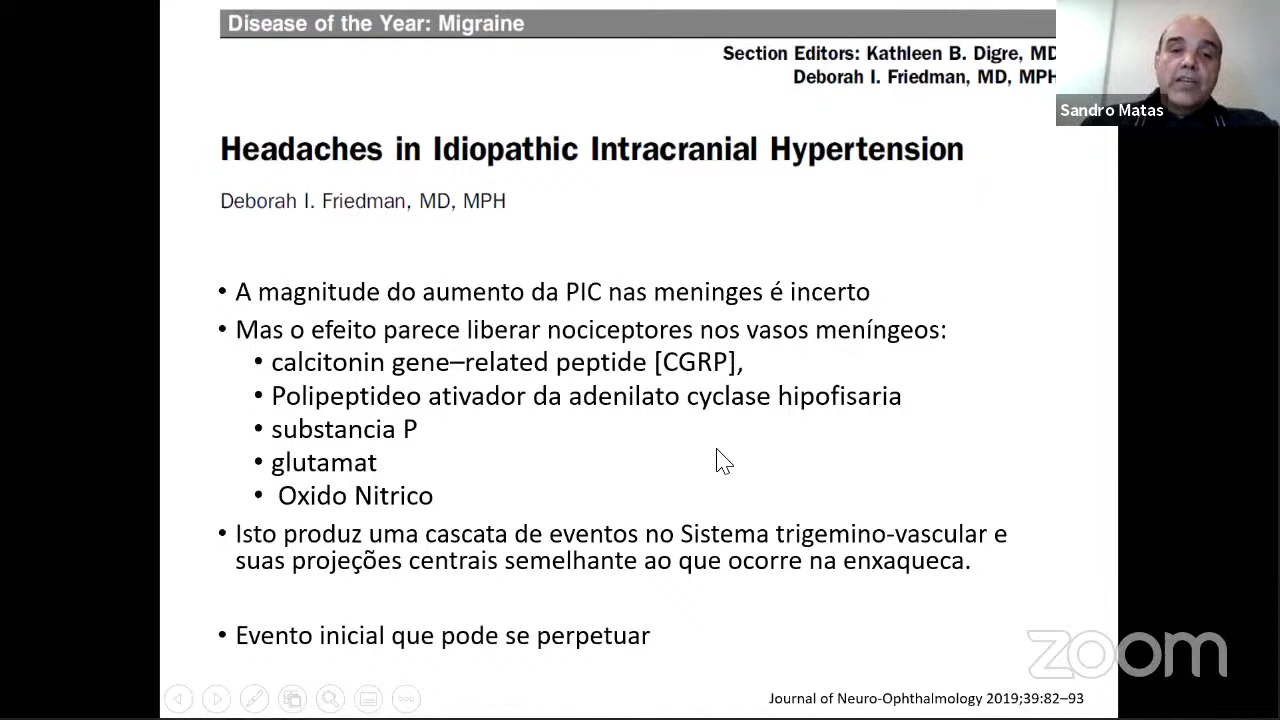 Disease of the Year: Migraine
Section Editors: Kathleen B. Digre, MD
Deborah I. Friedman, MD, MPH
Sandro Matas
Headaches in Idiopathic Intracranial Hypertension
Deborah I. Friedman, MD, MPH
• A magnitude do aumento da PIC nas meninges é incerto
• Mas o efeito parece liberar nociceptores nos vasos meníngeos:
• calcitonin gene–related peptide [CGRP],
• Polipeptideo ativador da adenilato cyclase hipofisaria
• substancia P
• glutamat
• Oxido Nitrico
• Isto produz uma cascata de eventos no Sistema trigemino-vascular e
suas projeções centrais semelhante ao que ocorre na enxaqueca.
• Evento inicial que pode se perpetuar
zoom
Journal of Neuro-Ophthalmology 2019;39:82–93